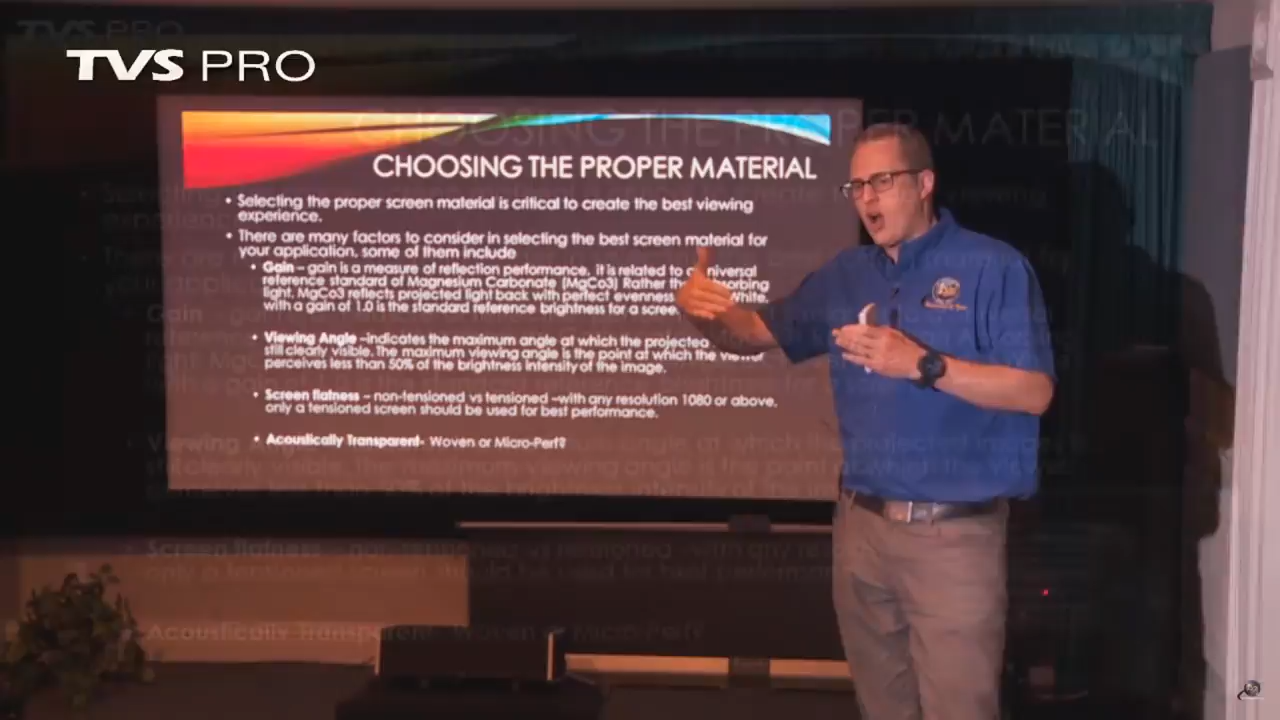 TVS PRO
CHOOSING THE PROPER MATERIAL
• Selecting the proper screen material is critical to create the best viewing
experience.
• There are many factors to consider in selecting the best screen material for
your application, some of them include
• Gain – gain is a measure of reflection performance, it is related to a niversal
reference standard of Magnesium Carbonate (MgCo3) Rather th sorbing
light, MgCo3 reflects projected light back with perfect evenness White,
with a gain of 1.0 is the standard reference brightness for a scree
• Viewing Angle –indicates the maximum angle at which the projected
still clearly visible. The maximum viewing angle is the point at which the viewer
perceives less than 50% of the brightness intensity of the image.
• Screen flatness – non-tensioned vs tensioned –with any resolution 1080 or above,
only a tensioned screen should be used for best performance.
• Acoustically Transparent- Woven or Micro-Perf?